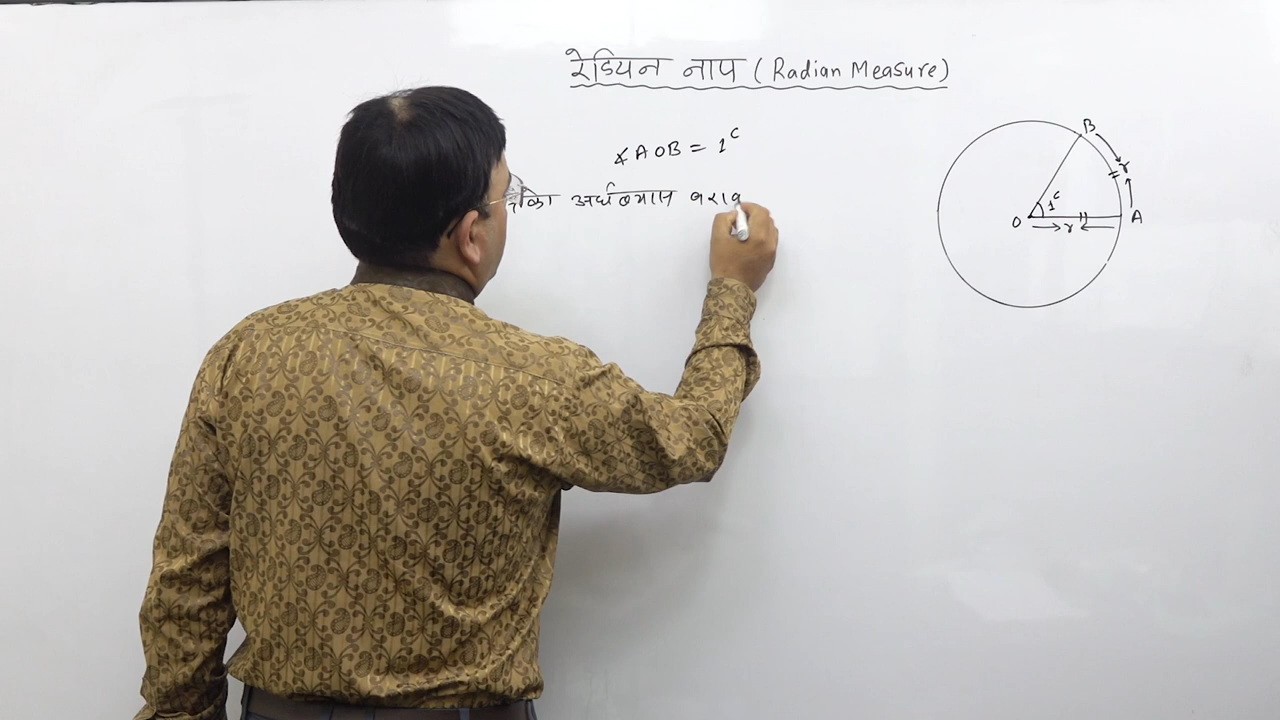 रेडियन नाप (Radian Measure)
∡AOB = 1ᶜ
का अर्धव्यास बराब
B
r
1ᶜ
O
A
r